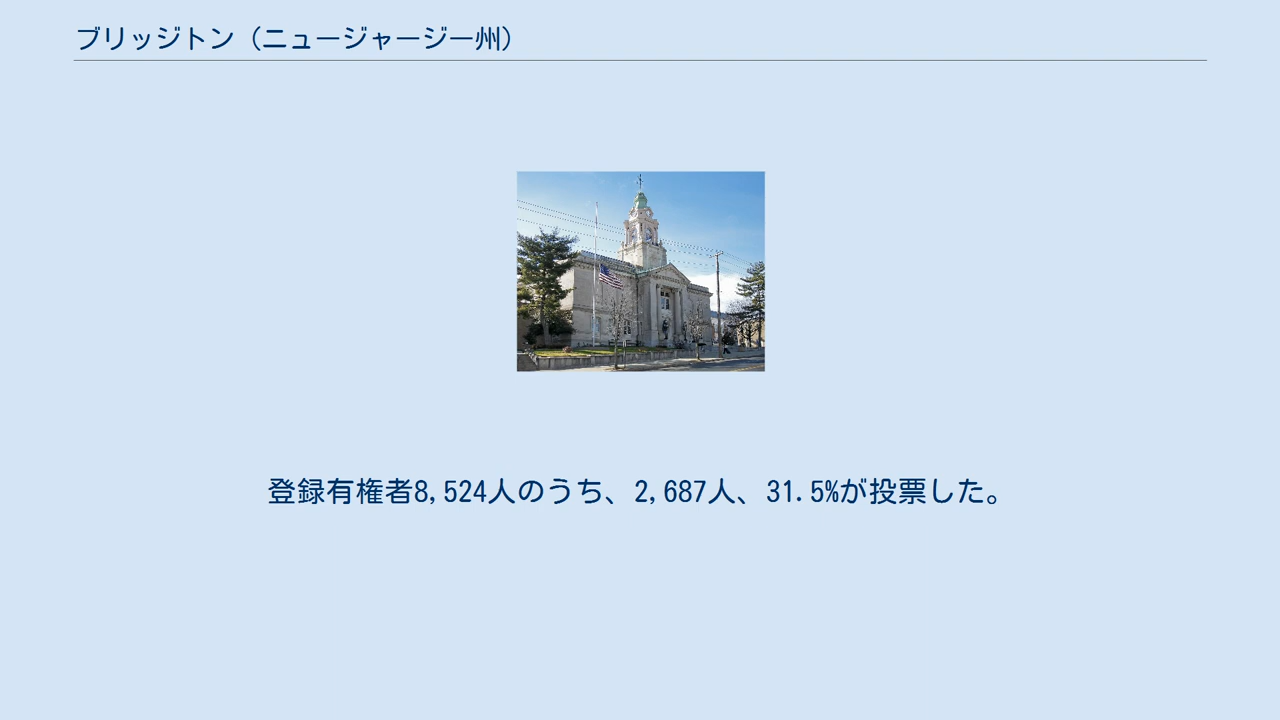 ブリッジトン（ニュージャージー州）
登録有権者8,524人のうち、2,687人、31.5%が投票した。